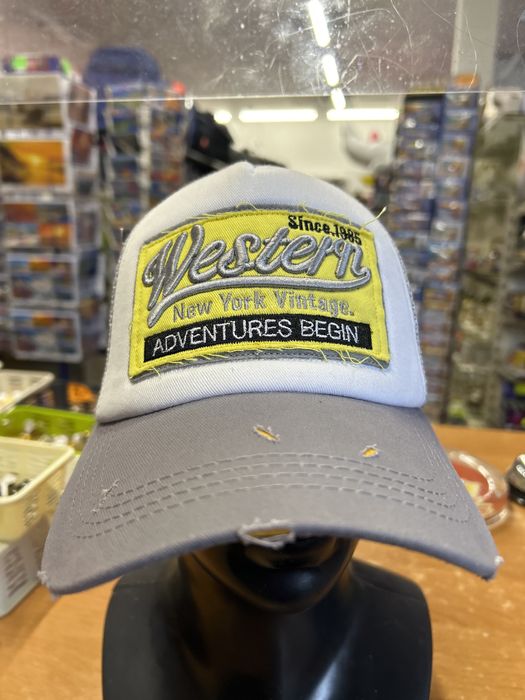 Since.1985
Western
New York Vintage.
ADVENTURES BEGIN